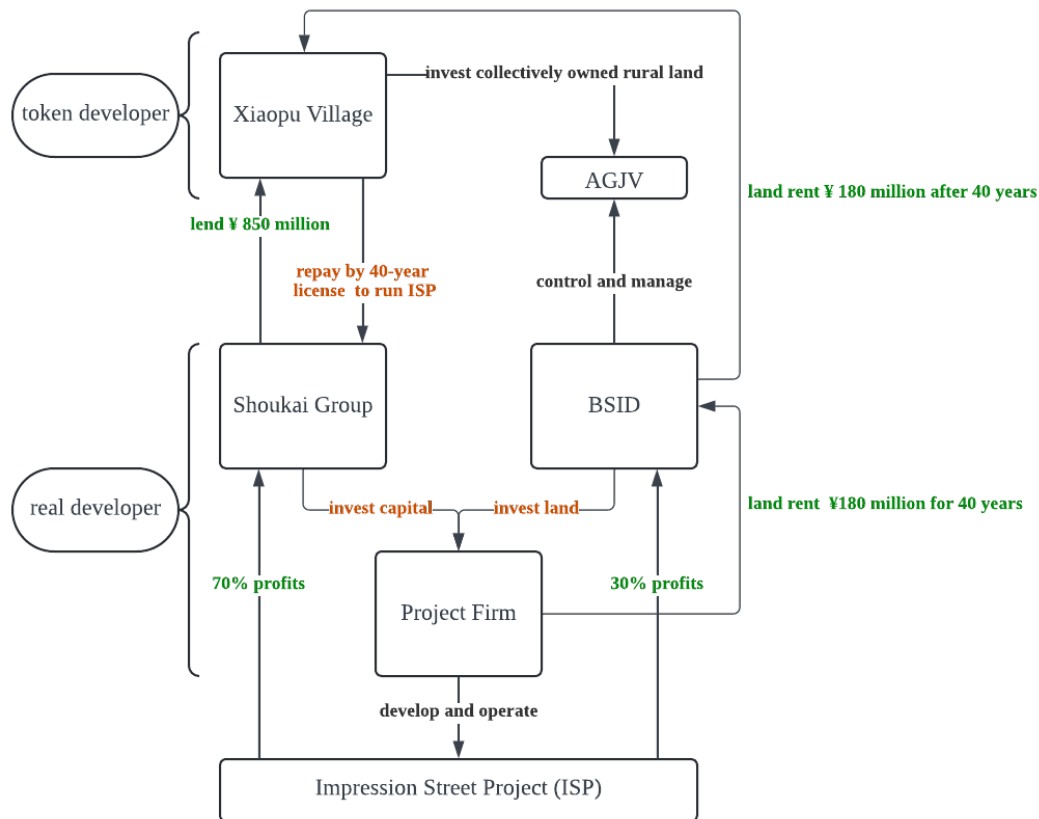 token developer
Xiaopu Village
invest collectively owned rural land
AGJV
land rent ¥ 180 million after 40 years
lend ¥ 850 million
repay by 40-year
license to run ISP
control and manage
Shoukai Group
BSID
real developer
invest capital
invest land
land rent ¥180 million for 40 years
70% profits
30% profits
Project Firm
develop and operate
Impression Street Project (ISP)